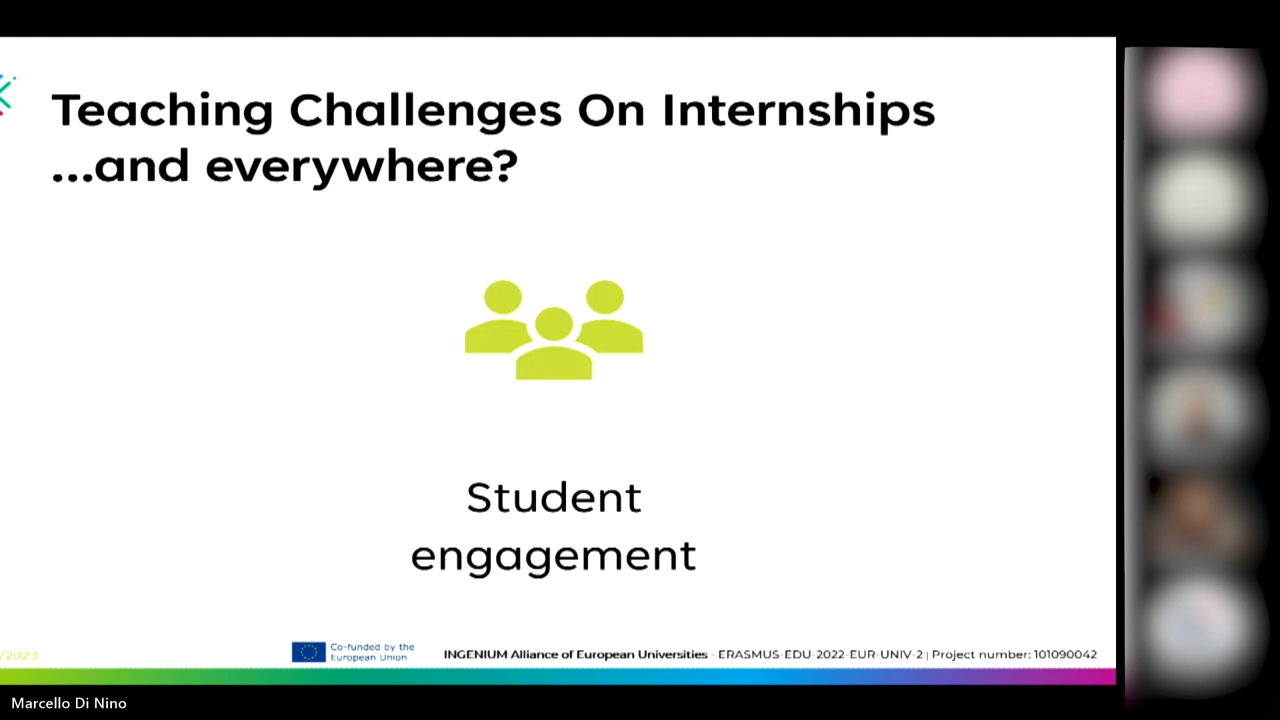 Teaching Challenges On Internships
...and everywhere?
Student
engagement
/2023
Co-funded by the
European Union
INGENIUM Alliance of European Universities - ERASMUS-EDU-2022-EUR-UNIV-2 | Project number: 101090042
Marcello Di Nino